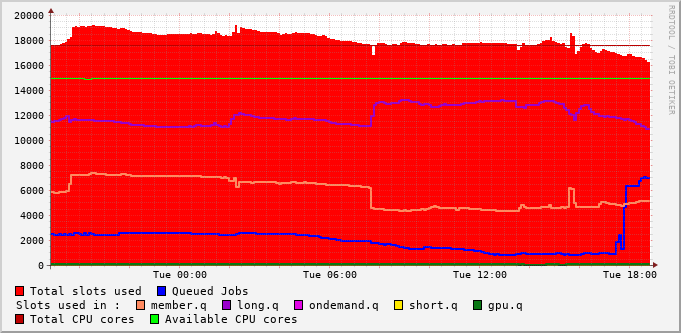 20000
18000
16000
14000
12000
10000
8000
6000
4000
2000
0
Tue 00:00 Tue 06:00 Tue 12:00 Tue 18:00
RRDTOOL / TOBI OETIKER
Total slots used Queued Jobs
Slots used in : member.q long.q ondemand.q short.q gpu.q
Total CPU cores Available CPU cores